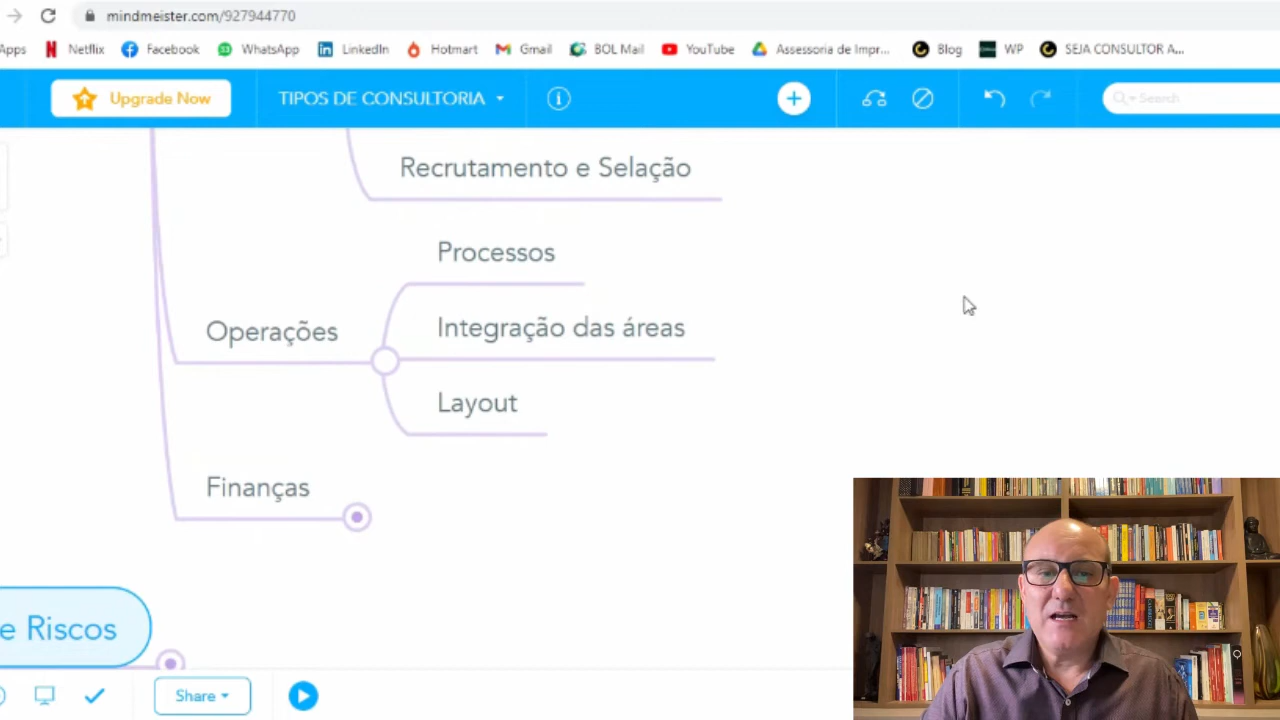 mindmeister.com/927944770
Apps Netflix Facebook WhatsApp LinkedIn Hotmart Gmail BOL Mail YouTube Assessoria de Impr... Blog WP SEJA CONSULTOR A...
Upgrade Now TIPOS DE CONSULTORIA Search
Recrutamento e Selação
Processos
Operações
Integração das áreas
Layout
Finanças
e Riscos
Share